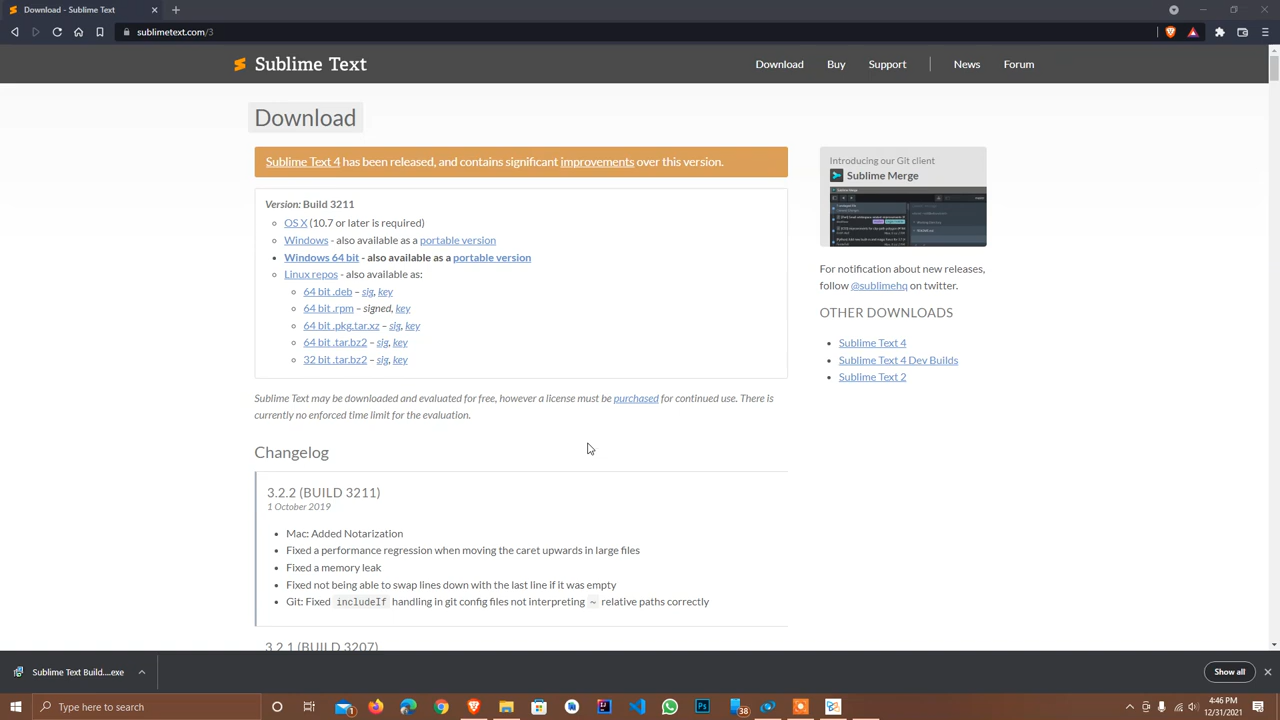 Download - Sublime Text
sublimetext.com/3
Sublime Text
Download
Buy
Support
News
Forum
Download
Sublime Text 4 has been released, and contains significant improvements over this version.
Version: Build 3211
OS X (10.7 or later is required)
Windows - also available as a portable version
Windows 64 bit - also available as a portable version
Linux repos - also available as:
64 bit .deb – sig, key
64 bit .rpm – signed, key
64 bit .pkg.tar.xz – sig, key
64 bit .tar.bz2 – sig, key
32 bit .tar.bz2 – sig, key
Sublime Text may be downloaded and evaluated for free, however a license must be purchased for continued use. There is
currently no enforced time limit for the evaluation.
Changelog
3.2.2 (BUILD 3211)
1 October 2019
Mac: Added Notarization
Fixed a performance regression when moving the caret upwards in large files
Fixed a memory leak
Fixed not being able to swap lines down with the last line if it was empty
Git: Fixed includeIf handling in git config files not interpreting ~ relative paths correctly
3.2.1 (BUILD 3207)
Introducing our Git client
Sublime Merge
For notification about new releases,
follow @sublimehq on twitter.
OTHER DOWNLOADS
Sublime Text 4
Sublime Text 4 Dev Builds
Sublime Text 2
Sublime Text Build....exe
Show all
Type here to search
1
Ps
38
4:46 PM
12/31/2021